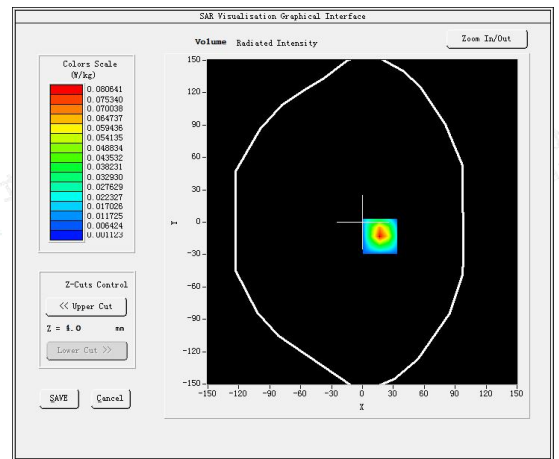 SAR Visualisation Graphical Interface
Volume Radiated Intensity
Zoom In/Out
Colors Scale
(W/kg)
0.080641
0.075340
0.070038
0.064737
0.059436
0.054135
0.048834
0.043532
0.038231
0.032930
0.027629
0.022327
0.017026
0.011725
0.006424
0.001123
Z-Cuts Control
<< Upper Cut
Z = 4.0 mm
Lower Cut >>
SAVE Cancel
150
120
90
60
30
0
-30
-60
-90
-120
-150
Y
-150 -120 -90 -60 -30 0 30 60 90 120 150
X